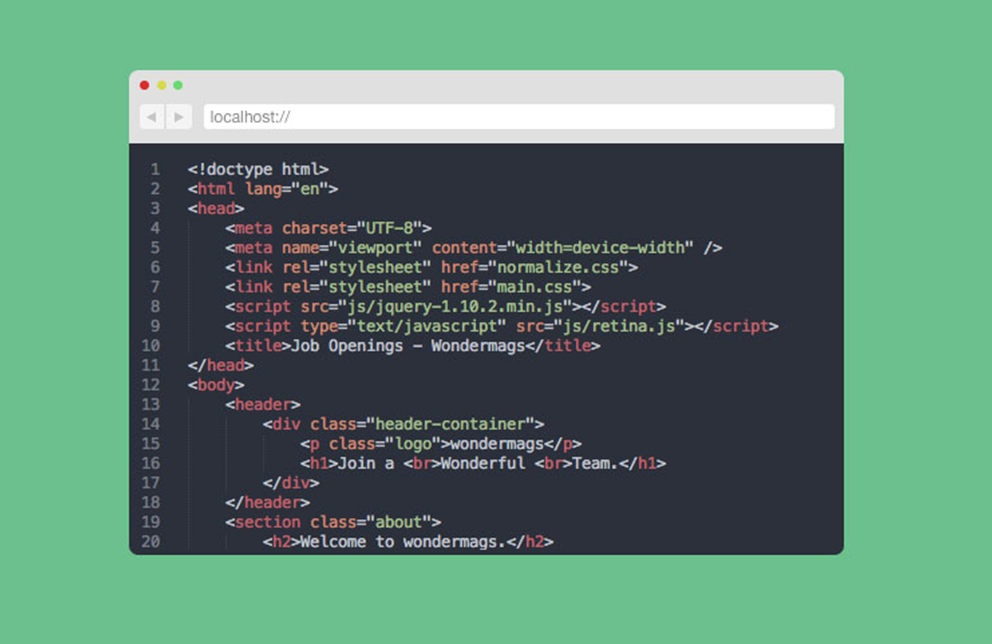 localhost://
1 <!doctype html>
2 <html lang="en">
3 <head>
4     <meta charset="UTF-8">
5     <meta name="viewport" content="width=device-width" />
6     <link rel="stylesheet" href="normalize.css">
7     <link rel="stylesheet" href="main.css">
8     <script src="js/jquery-1.10.2.min.js"></script>
9     <script type="text/javascript" src="js/retina.js"></script>
10     <title>Job Openings - Wondermags</title>
11 </head>
12 <body>
13     <header>
14         <div class="header-container">
15             <p class="logo">wondermags</p>
16             <h1>Join a <br>Wonderful <br>Team.</h1>
17         </div>
18     </header>
19     <section class="about">
20         <h2>Welcome to wondermags.</h2>